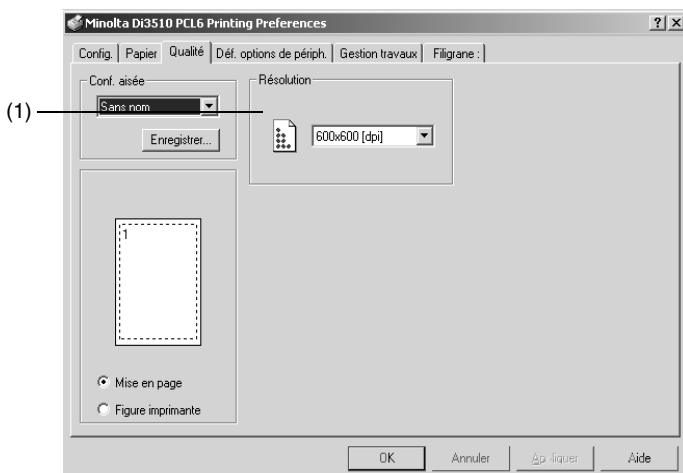 Minolta Di3510 PCL6 Printing Preferences
Config. Papier Qualité Déf. options de périph. Gestion travaux Filigrane :
Conf. aisée
Résolution
(1)
Sans nom
600x600 [dpi]
Enregistrer...
1
Mise en page
Figure imprimante
OK Annuler Appliquer Aide